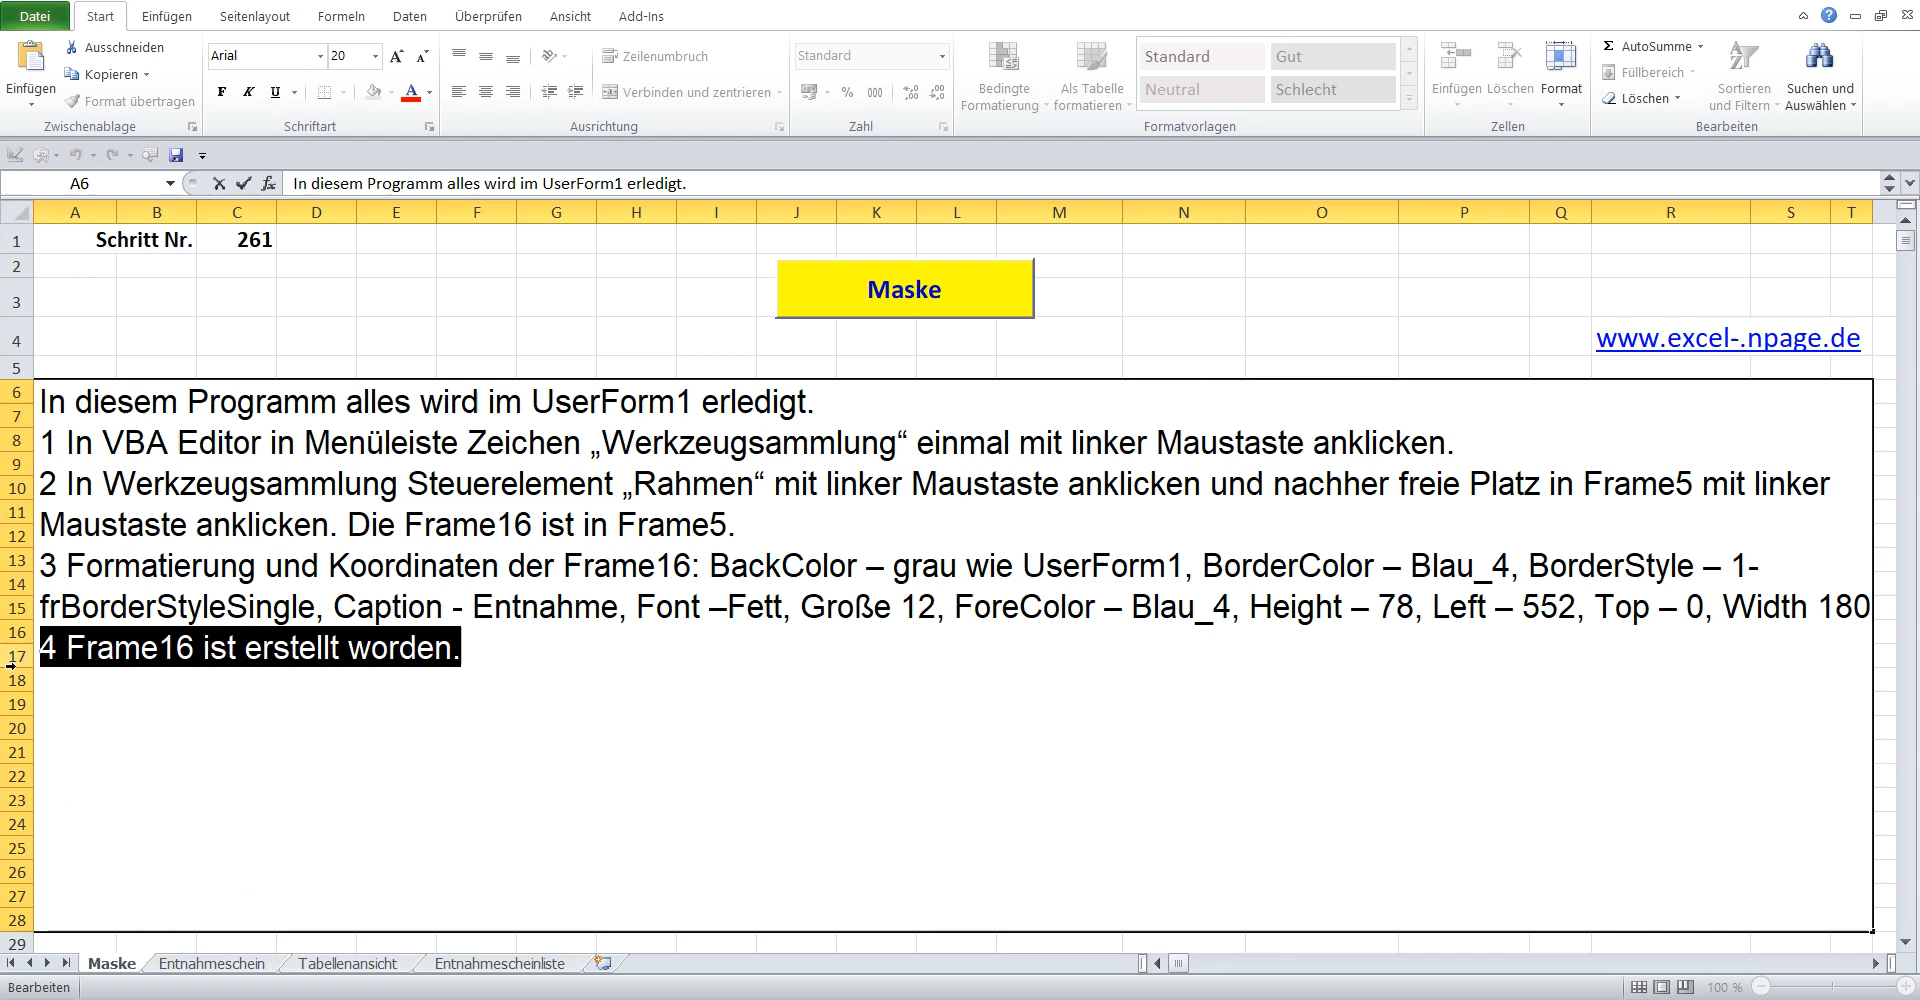 Datei Start Einfügen Seitenlayout Formeln Daten Überprüfen Ansicht Add-Ins
Einfügen
Ausschneiden
Kopieren
Format übertragen
Zwischenablage
Arial 20
F K U A
Schriftart
Zeilenumbruch
Verbinden und zentrieren
Ausrichtung
Standard
% 000
Zahl
Bedingte Formatierung
Als Tabelle formatieren
Standard Gut
Neutral Schlecht
Formatvorlagen
Einfügen Löschen Format
Zellen
Σ AutoSumme
Füllbereich
Löschen
Sortieren und Filtern
Suchen und Auswählen
Bearbeiten
A6 fx In diesem Programm alles wird im UserForm1 erledigt.
A B C D E F G H I J K L M N O P Q R S T
1 Schritt Nr. 261
2
3 Maske
4 www.excel-.npage.de
5
6
7
8
9
10
11
12
13
14
15
16
17
18
19
20
21
22
23
24
25
26
27
28
29
In diesem Programm alles wird im UserForm1 erledigt.
1 In VBA Editor in Menüleiste Zeichen „Werkzeugsammlung“ einmal mit linker Maustaste anklicken.
2 In Werkzeugsammlung Steuerelement „Rahmen“ mit linker Maustaste anklicken und nachher freie Platz in Frame5 mit linker
Maustaste anklicken. Die Frame16 ist in Frame5.
3 Formatierung und Koordinaten der Frame16: BackColor – grau wie UserForm1, BorderColor – Blau_4, BorderStyle – 1-
frBorderStyleSingle, Caption - Entnahme, Font –Fett, Große 12, ForeColor – Blau_4, Height – 78, Left – 552, Top – 0, Width 180
4 Frame16 ist erstellt worden.
Maske Entnahmeschein Tabellenansicht Entnahmescheinliste
Bearbeiten 100 %